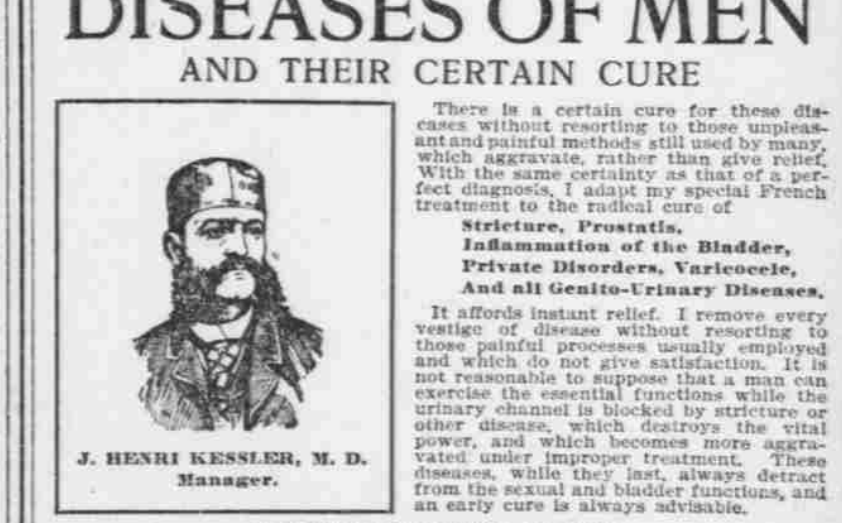 DISEASES OF MEN
AND THEIR CERTAIN CURE
J. HENRI KESSLER, M. D.
Manager.
There is a certain cure for these dis-
eases without resorting to those unpleas-
ant and painful methods still used by many,
which aggravate, rather than give relief.
With the same certainty as that of a per-
fect diagnosis, I adapt my special French
treatment to the radical cure of
Stricture, Prostatis,
Inflammation of the Bladder,
Private Disorders, Varicocele,
And all Genito-Urinary Diseases.
It affords instant relief. I remove every
vestige of disease without resorting to
those painful processes usually employed
and which do not give satisfaction. It is
not reasonable to suppose that a man can
exercise the essential functions while the
urinary channel is blocked by stricture or
other disease, which destroys the vital
power, and which becomes more aggra-
vated under improper treatment. These
diseases, while they last, always detract
from the sexual and bladder functions, and
an early cure is always advisable.